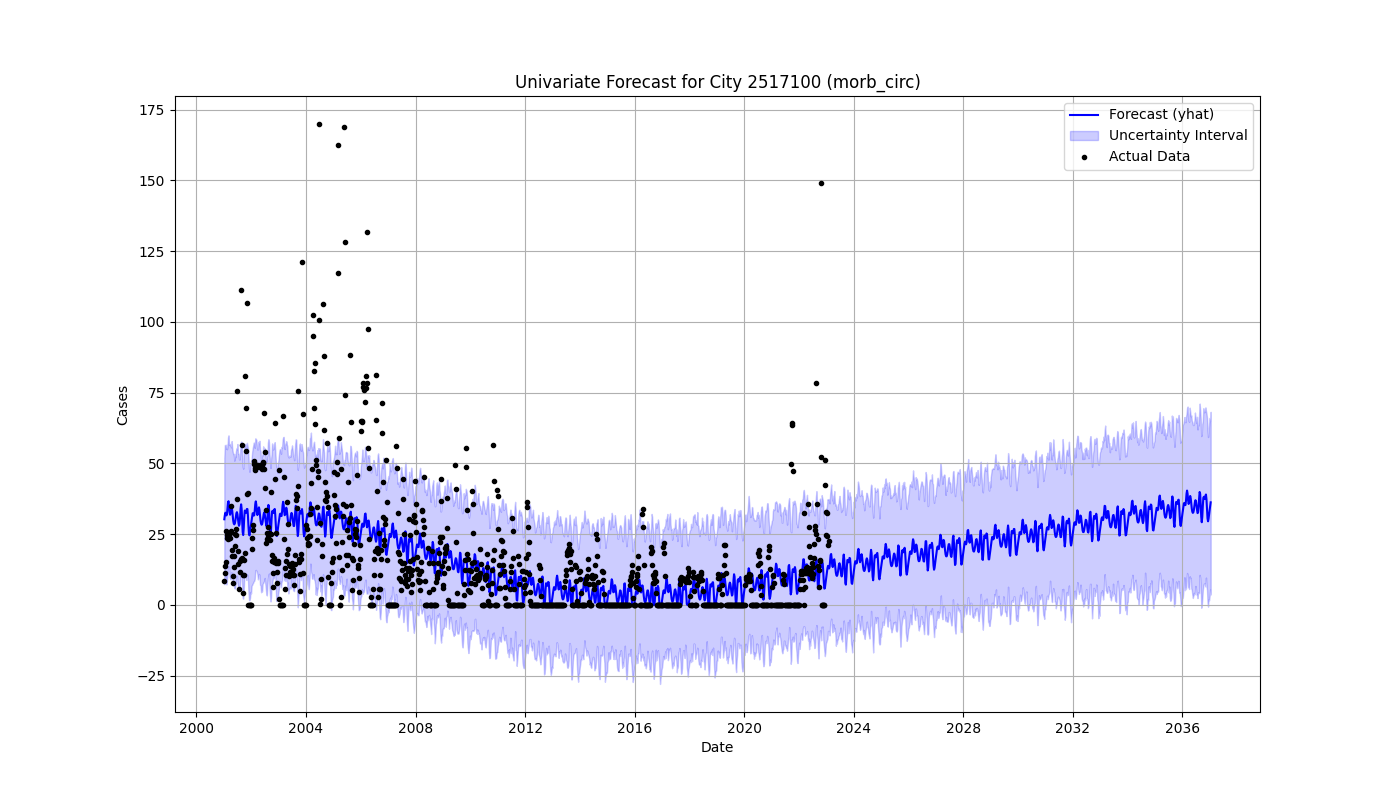 Univariate Forecast for City 2517100 (morb_circ)
Forecast (yhat)
Uncertainty Interval
Actual Data
175
150
125
100
75
50
25
0
−25
Cases
2000 2004 2008 2012 2016 2020 2024 2028 2032 2036
Date